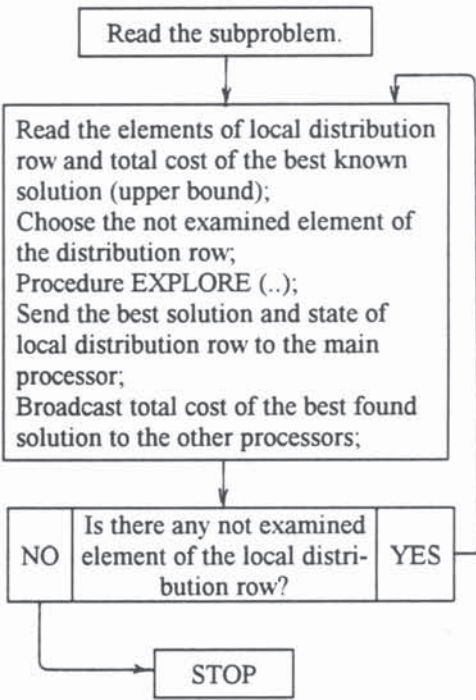 Read the subproblem.
Read the elements of local distribution
row and total cost of the best known
solution (upper bound);
Choose the not examined element of
the distribution row;
Procedure EXPLORE (..);
Send the best solution and state of
local distribution row to the main
processor;
Broadcast total cost of the best found
solution to the other processors;
NO
Is there any not examined
element of the local distri-
bution row?
YES
STOP